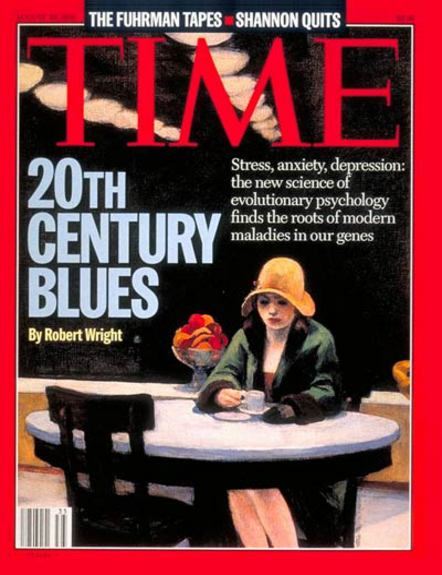 THE FUHRMAN TAPES ■ SHANNON QUITS
TIME
20TH
CENTURY
BLUES
By Robert Wright
Stress, anxiety, depression:
the new science of
evolutionary psychology
finds the roots of modern
maladies in our genes